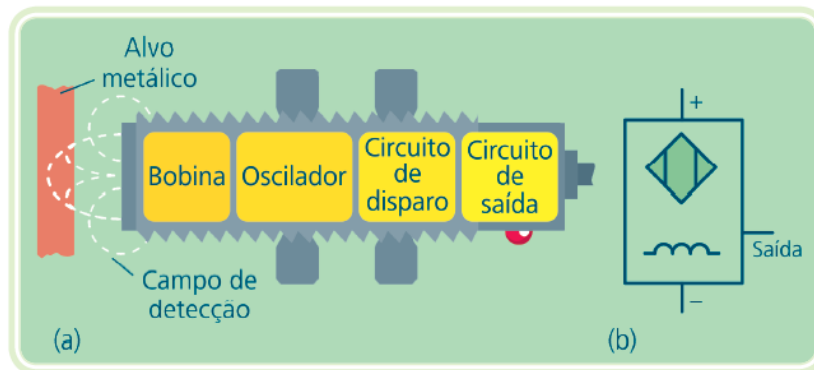 Alvo
metálico
Bobina
Oscilador
Circuito
de
disparo
Circuito
de
saída
Campo de
detecção
(a)
+
Saída
−
(b)